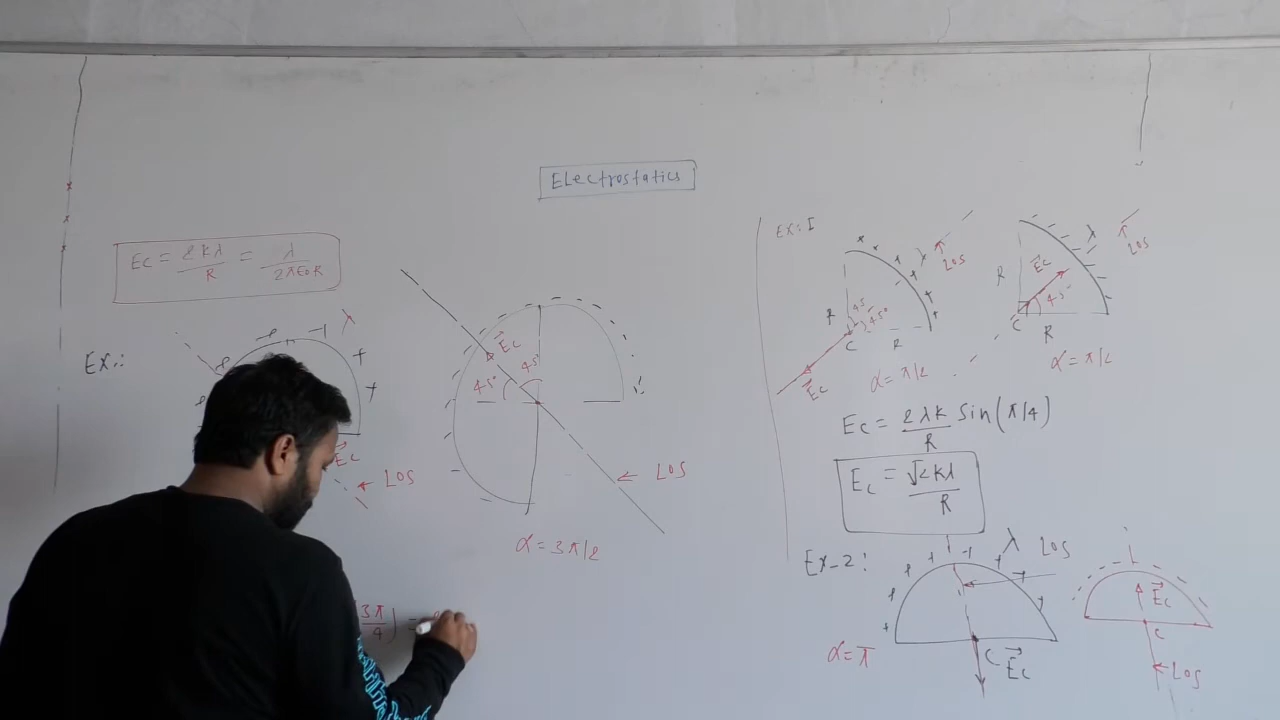 Electrostatics
Ec = 2Kλ/R = λ/2πE0R
Ex:
λ
Ec
LOS
Ec
45°
45°
LOS
α = 3π/2
3π/4) =
EX: I
λ
LOS
R
45
45°
C
R
Ec
α = π/2
λ
LOS
R
Ec
45°
C
R
α = π/2
Ec = 2λK/R Sin(π/4)
Ec = √2Kλ/R
Ex-2:
λ
LOS
α = π
C
Ec
Ec
C
LOS